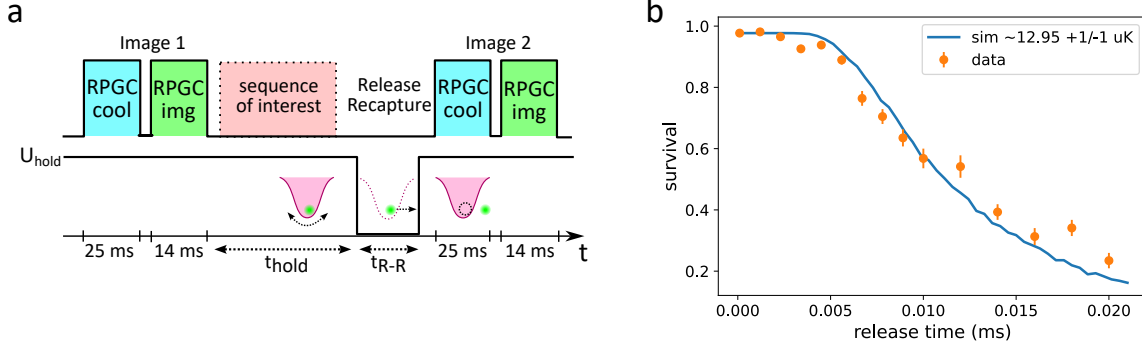 a
Image 1
Image 2
RPGC
cool
RPGC
img
sequence
of interest
Release
Recapture
RPGC
cool
RPGC
img
U_hold
25 ms
14 ms
t_hold
t_R-R
25 ms
14 ms
t
b
sim ~12.95 +1/-1 uK
data
survival
1.0
0.8
0.6
0.4
0.2
0.000
0.005
0.010
0.015
0.020
release time (ms)